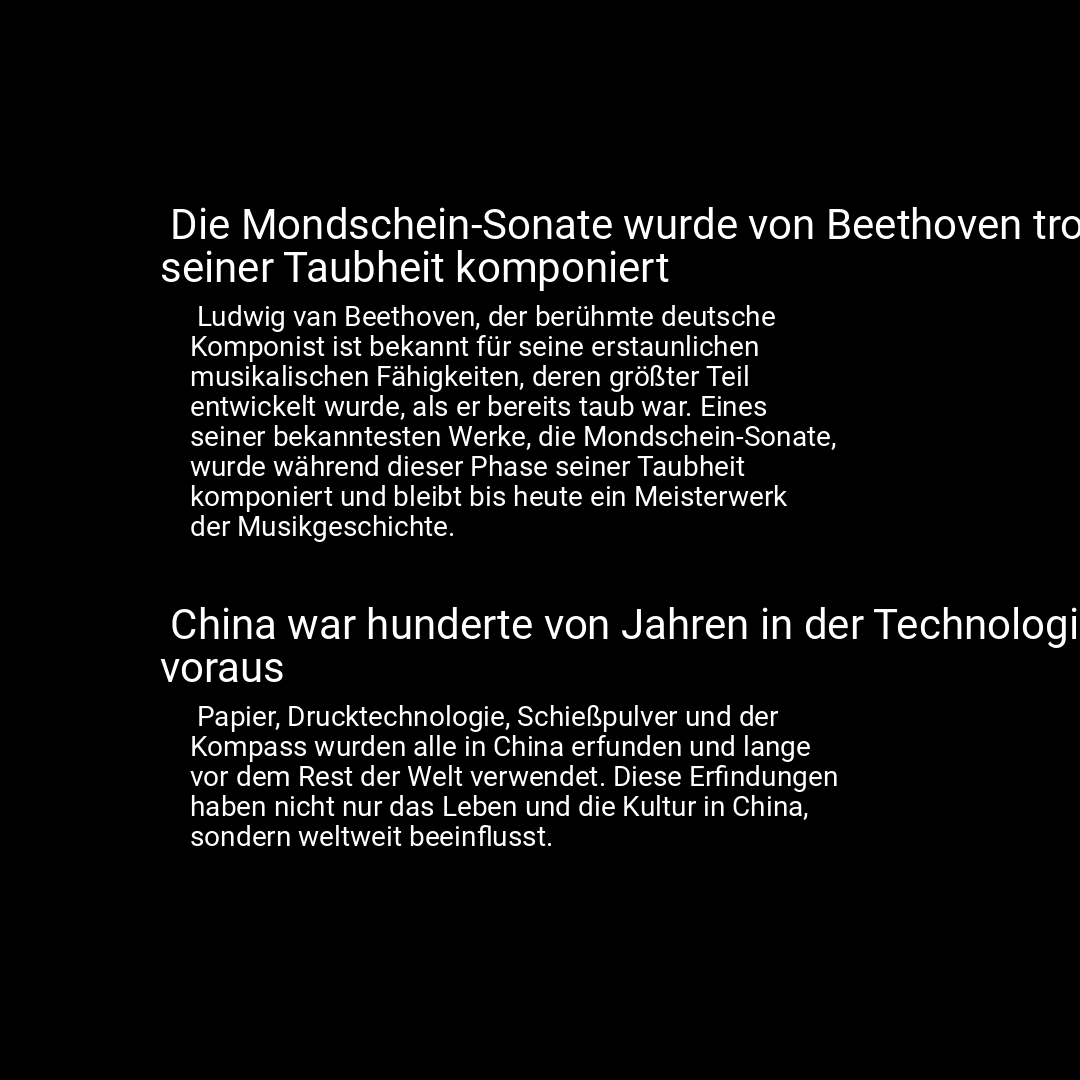 Die Mondschein-Sonate wurde von Beethoven tro
seiner Taubheit komponiert
Ludwig van Beethoven, der berühmte deutsche
Komponist ist bekannt für seine erstaunlichen
musikalischen Fähigkeiten, deren größter Teil
entwickelt wurde, als er bereits taub war. Eines
seiner bekanntesten Werke, die Mondschein-Sonate,
wurde während dieser Phase seiner Taubheit
komponiert und bleibt bis heute ein Meisterwerk
der Musikgeschichte.
China war hunderte von Jahren in der Technologi
voraus
Papier, Drucktechnologie, Schießpulver und der
Kompass wurden alle in China erfunden und lange
vor dem Rest der Welt verwendet. Diese Erfindungen
haben nicht nur das Leben und die Kultur in China,
sondern weltweit beeinflusst.